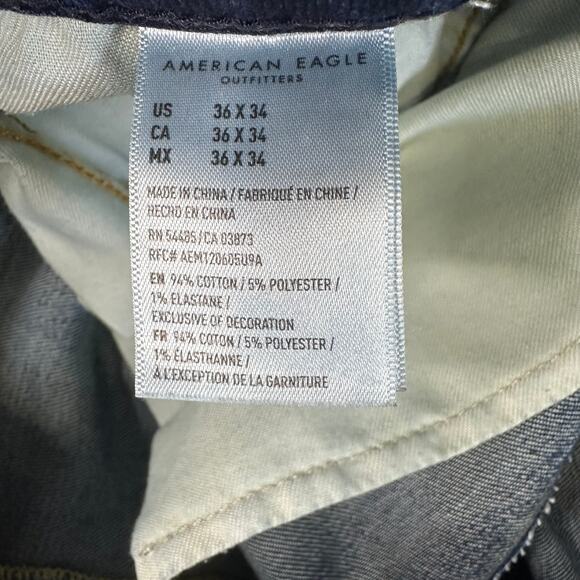 AMERICAN EAGLE
OUTFITTERS
US 36 X 34
CA 36 X 34
MX 36 X 34
MADE IN CHINA / FABRIQUÉ EN CHINE /
HECHO EN CHINA
RN 54485 / CA 03873
RFC# AEM120605U9A
EN 94% COTTON / 5% POLYESTER /
1% ELASTANE /
EXCLUSIVE OF DECORATION
FR 94% COTON / 5% POLYESTER /
1% ÉLASTHANNE /
À L'EXCEPTION DE LA GARNITURE